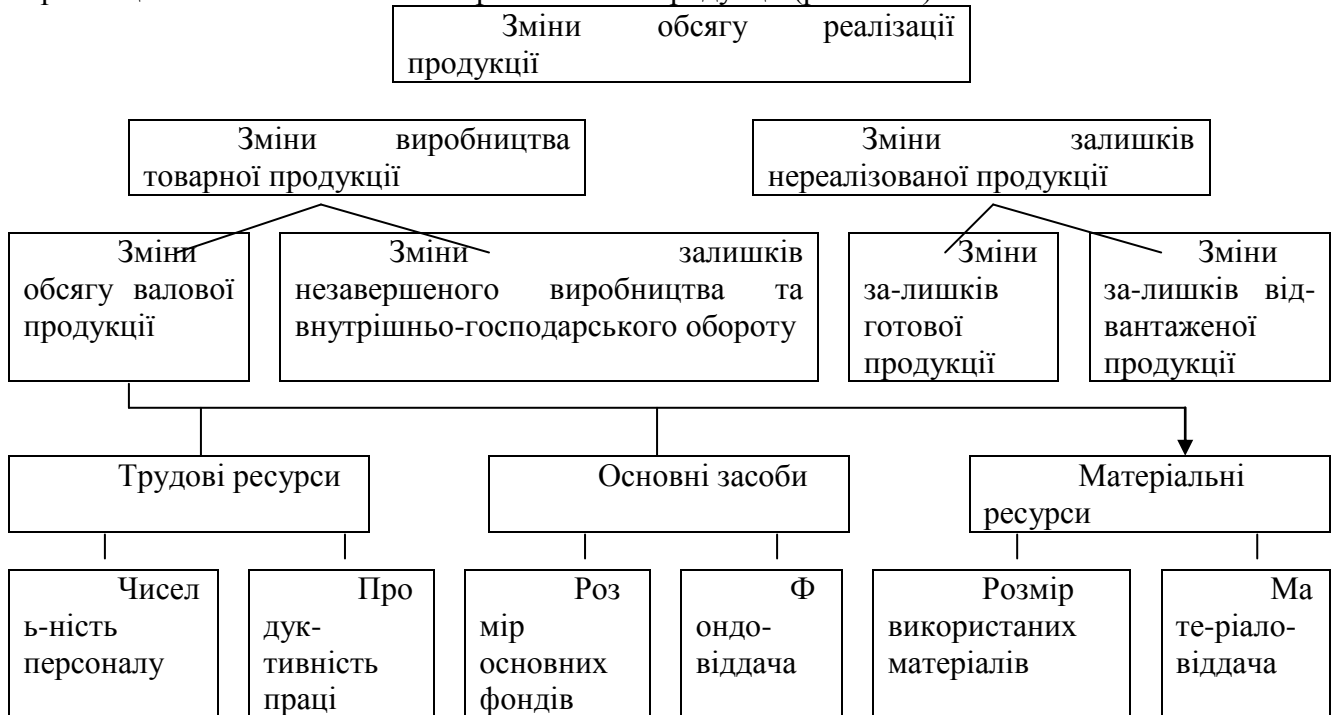 Зміни обсягу реалізації
продукції
Зміни виробництва
товарної продукції
Зміни залишків
нереалізованої продукції
Зміни
обсягу валової
продукції
Зміни залишків
незавершеного виробництва та
внутрішньо-господарського обороту
Зміни
за-лишків
готової
продукції
Зміни
за-лишків від-
вантаженої
продукції
Трудові ресурси
Основні засоби
Матеріальні
ресурси
Чисел
ь-ність
персоналу
Про
дук-
тивність
праці
Роз
мір
основних
фондів
Ф
ондо-
віддача
Розмір
використаних
матеріалів
Ма
те-ріало-
віддача